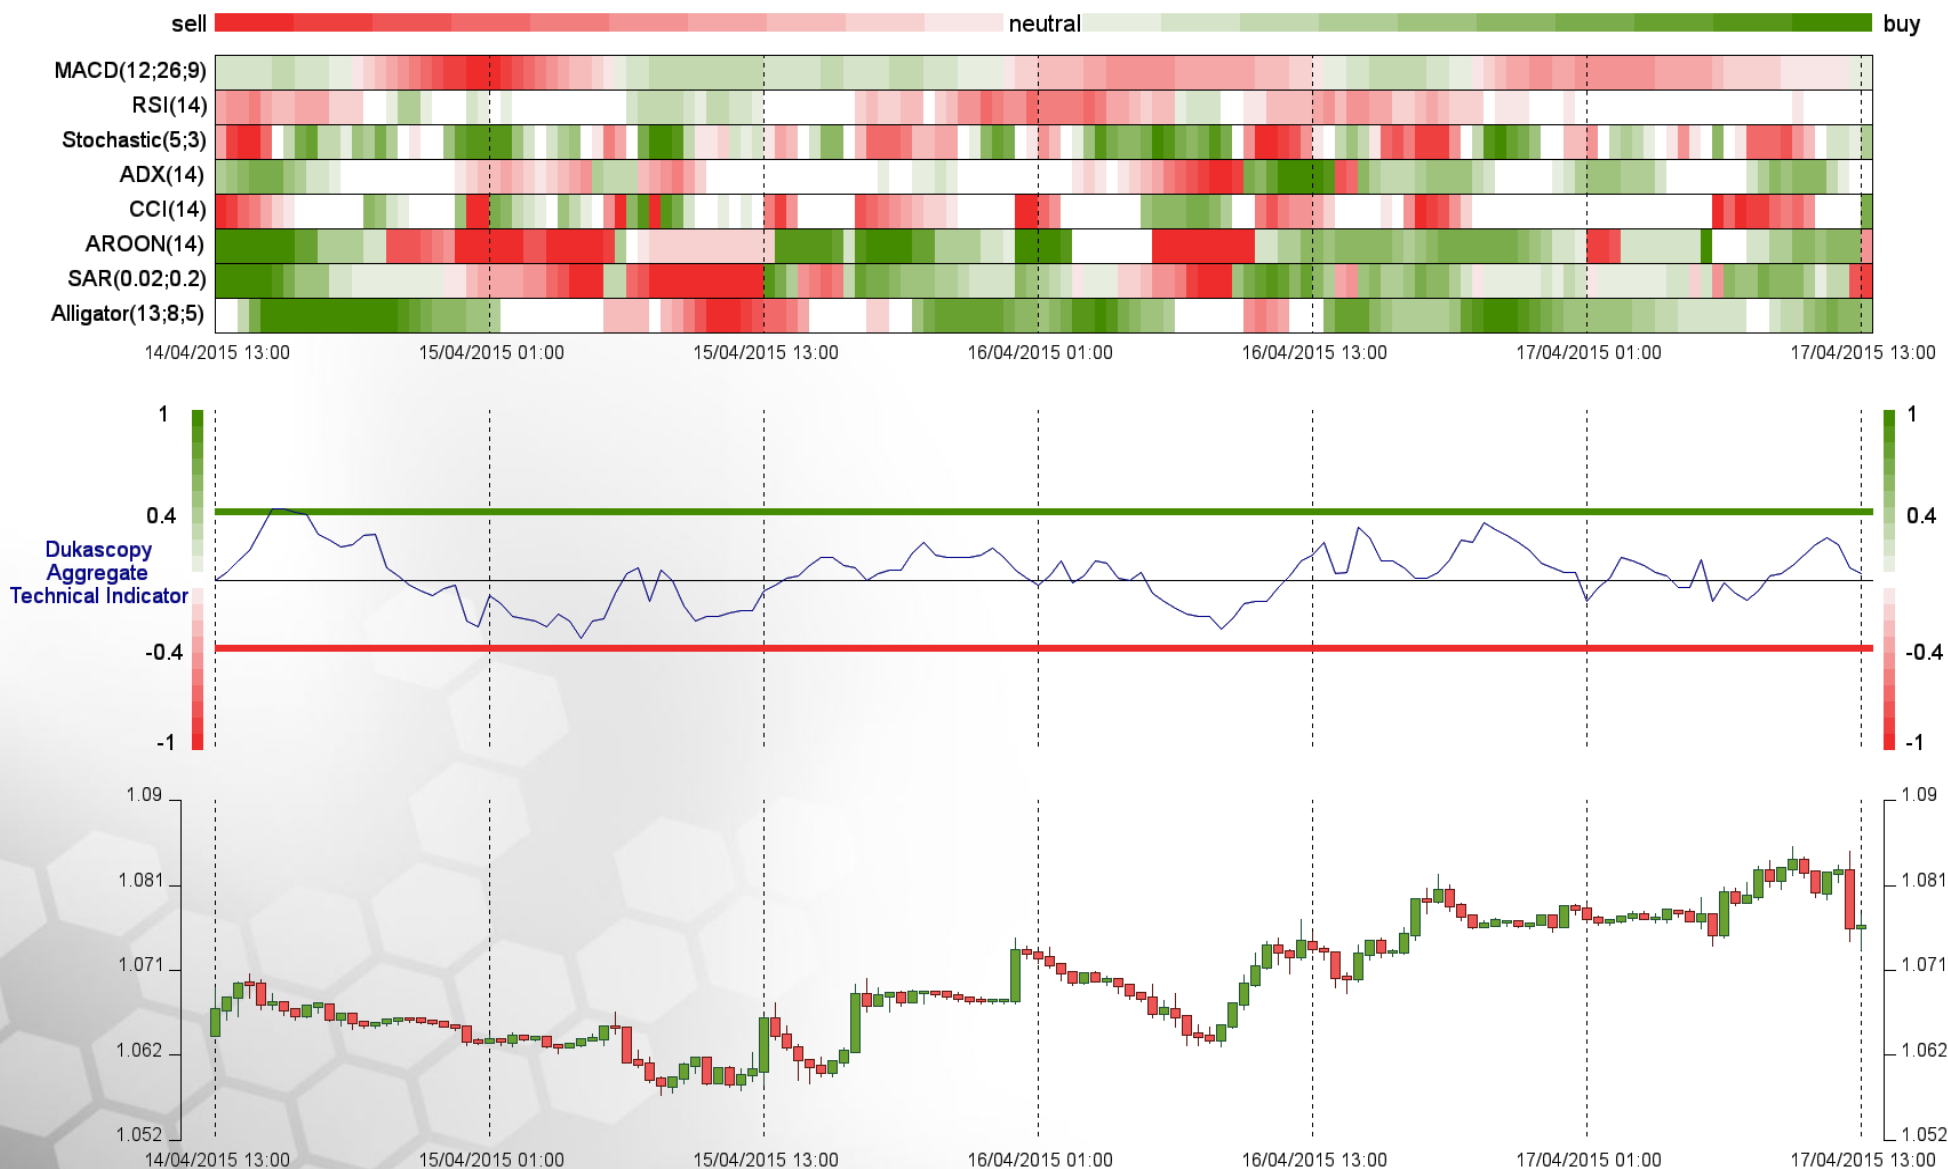 sell neutral buy
MACD(12;26;9)
RSI(14)
Stochastic(5;3)
ADX(14)
CCI(14)
AROON(14)
SAR(0.02;0.2)
Alligator(13;8;5)
14/04/2015 13:00 15/04/2015 01:00 15/04/2015 13:00 16/04/2015 01:00 16/04/2015 13:00 17/04/2015 01:00 17/04/2015 13:00
1 1
0.4 0.4
Dukascopy
Aggregate
Technical Indicator
-0.4 -0.4
-1 -1
1.09 1.09
1.081 1.081
1.071 1.071
1.062 1.062
1.052 1.052
14/04/2015 13:00 15/04/2015 01:00 15/04/2015 13:00 16/04/2015 01:00 16/04/2015 13:00 17/04/2015 01:00 17/04/2015 13:00